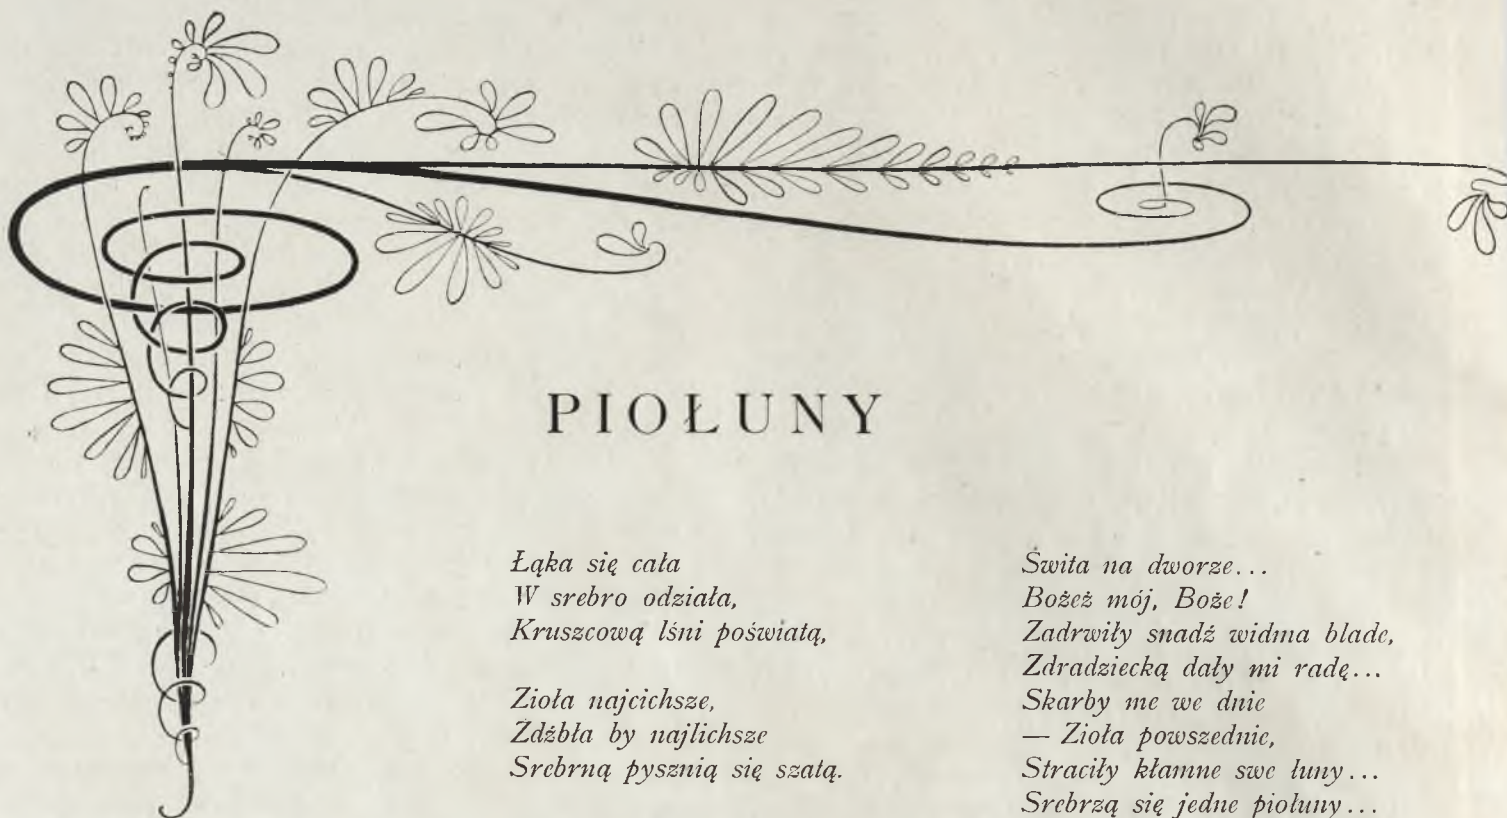 PIOŁUNY
Łąka się cała
W srebro odziała,
Kruszcową lśni poświatą,
Zioła najcichsze,
Zdźbła by najlichsze
Srebrną pysznią się szatą.
Świta na dworze...
Bożeż mój, Boże!
Zadrwiły snadź widma blade,
Zdradziecką dały mi radę...
Skarby me we dnie
— Zioła powszednie,
Straciły kłamne swe łuny...
Srebrzą się jedne piołuny...